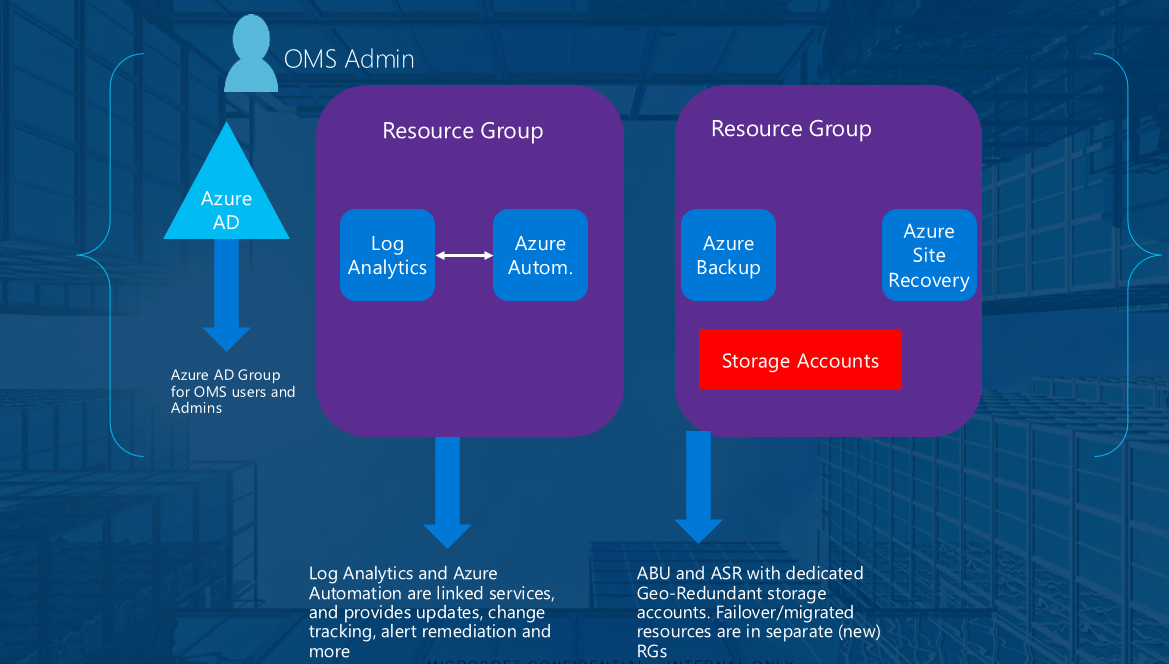 OMS Admin
Resource Group
Resource Group
Azure
AD
Log
Analytics
Azure
Autom.
Azure
Backup
Azure
Site
Recovery
Storage Accounts
Azure AD Group
for OMS users and
Admins
Log Analytics and Azure
Automation are linked services,
and provides updates, change
tracking, alert remediation and
more
ABU and ASR with dedicated
Geo-Redundant storage
accounts. Failover/migrated
resources are in separate (new)
RGs
MICROSOFT CONFIDENTIAL – INTERNAL ONLY